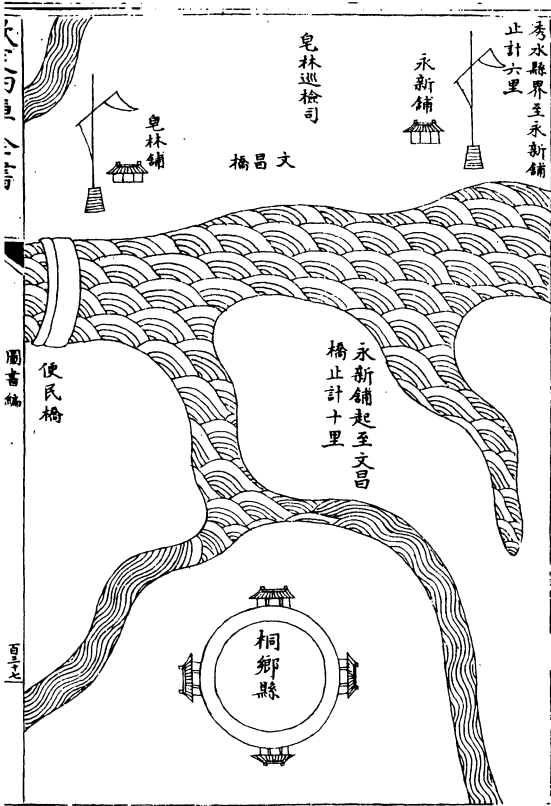 秀水縣界至永新鋪
止計六里
永新鋪
皂林巡檢司
文昌橋
皂林鋪
永新鋪起至文昌
橋止計十里
便民橋
桐鄉縣
圖書編
百三十七